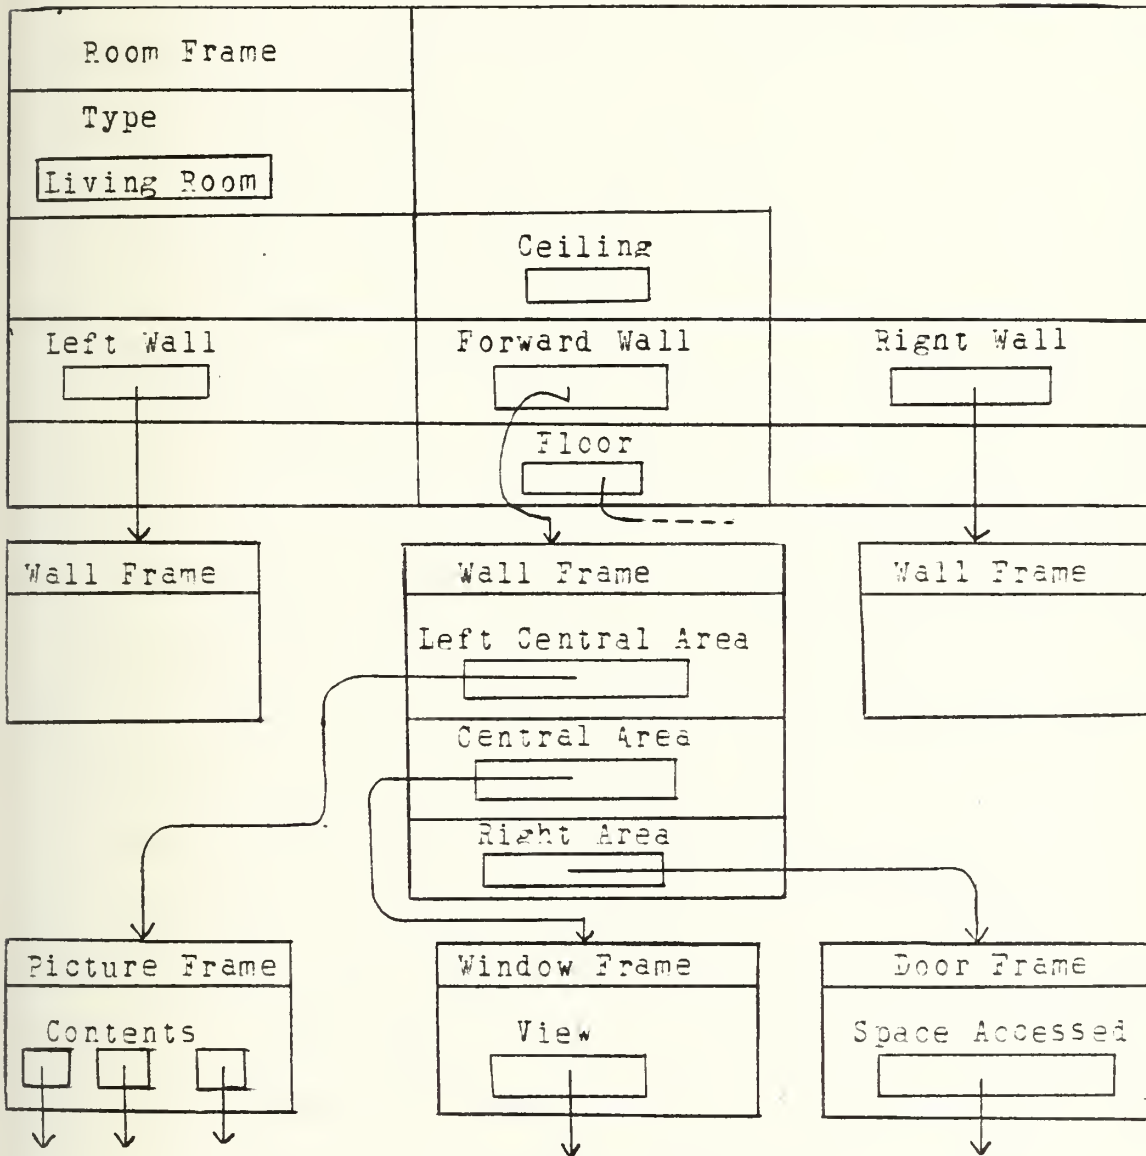 Room Frame
Type
Living Room
Ceiling
Left Wall
Forward Wall
Right Wall
Floor
Wall Frame
Wall Frame
Wall Frame
Left Central Area
Central Area
Right Area
Picture Frame
Window Frame
Door Frame
Contents
View
Space Accessed